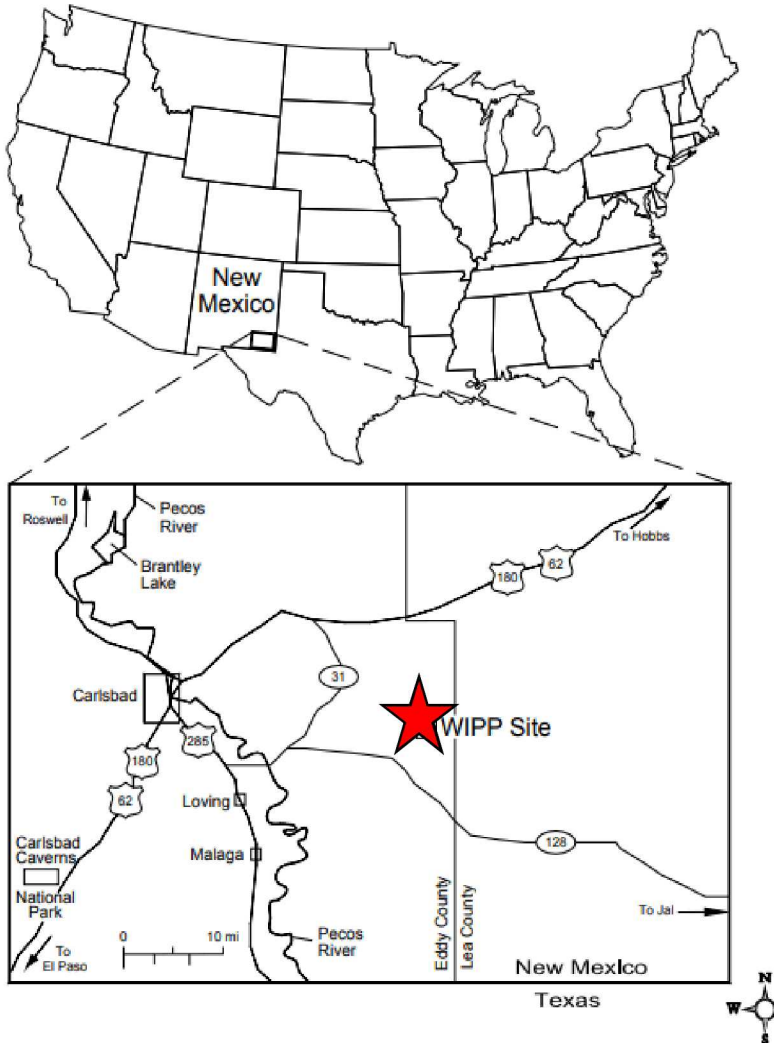 New
Mexico
To
Roswell
Pecos
River
Brantley
Lake
To Hobbs
62
180
31
Carlsbad
WIPP Site
285
180
62
Loving
Malaga
128
Carlsbad
Caverns
National
Park
To
El Paso
0 10 mi
Pecos
River
Eddy County
Lea County
To Jal
New Mexico
Texas
N
W
S